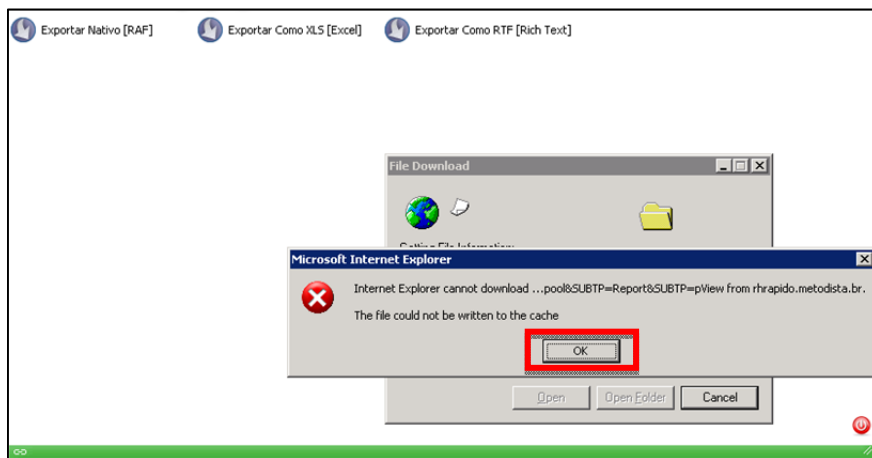 Exportar Nativo [RAF]
Exportar Como XLS [Excel]
Exportar Como RTF [Rich Text]
File Download
Microsoft Internet Explorer
Internet Explorer cannot download ...pool&SUBTP=Report&SUBTP=pView from rhrapido.metodista.br.
The file could not be written to the cache
OK
Open
Open Folder
Cancel